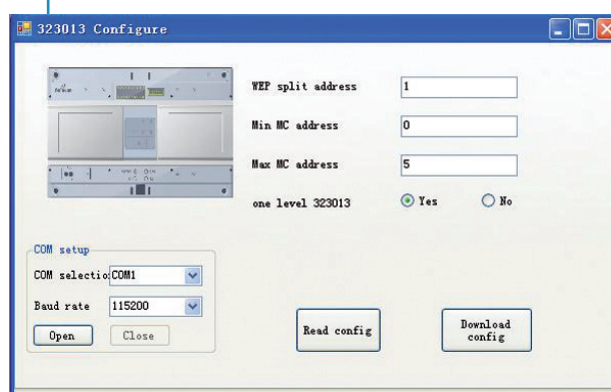 323013 Configure
WEP split address 1
Min MC address 0
Max MC address 5
one level 323013 Yes No
COM setup
COM selectio COM1
Baud rate 115200
Open Close
Read config
Download
config